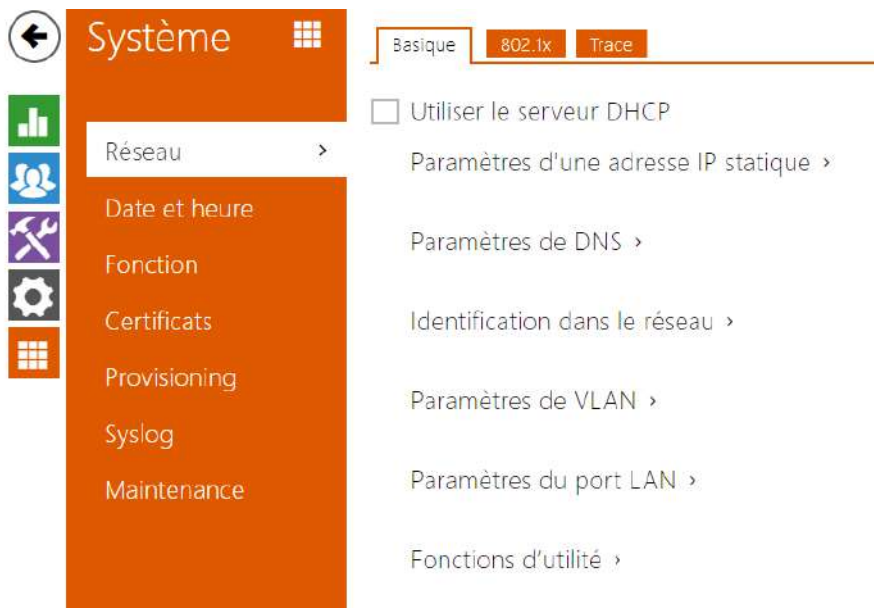 Système
Réseau
Date et heure
Fonction
Certificats
Provisioning
Syslog
Maintenance
Basique 802.1x Trace
Utiliser le serveur DHCP
Paramètres d'une adresse IP statique ›
Paramètres de DNS ›
Identification dans le réseau ›
Paramètres de VLAN ›
Paramètres du port LAN ›
Fonctions d’utilité ›